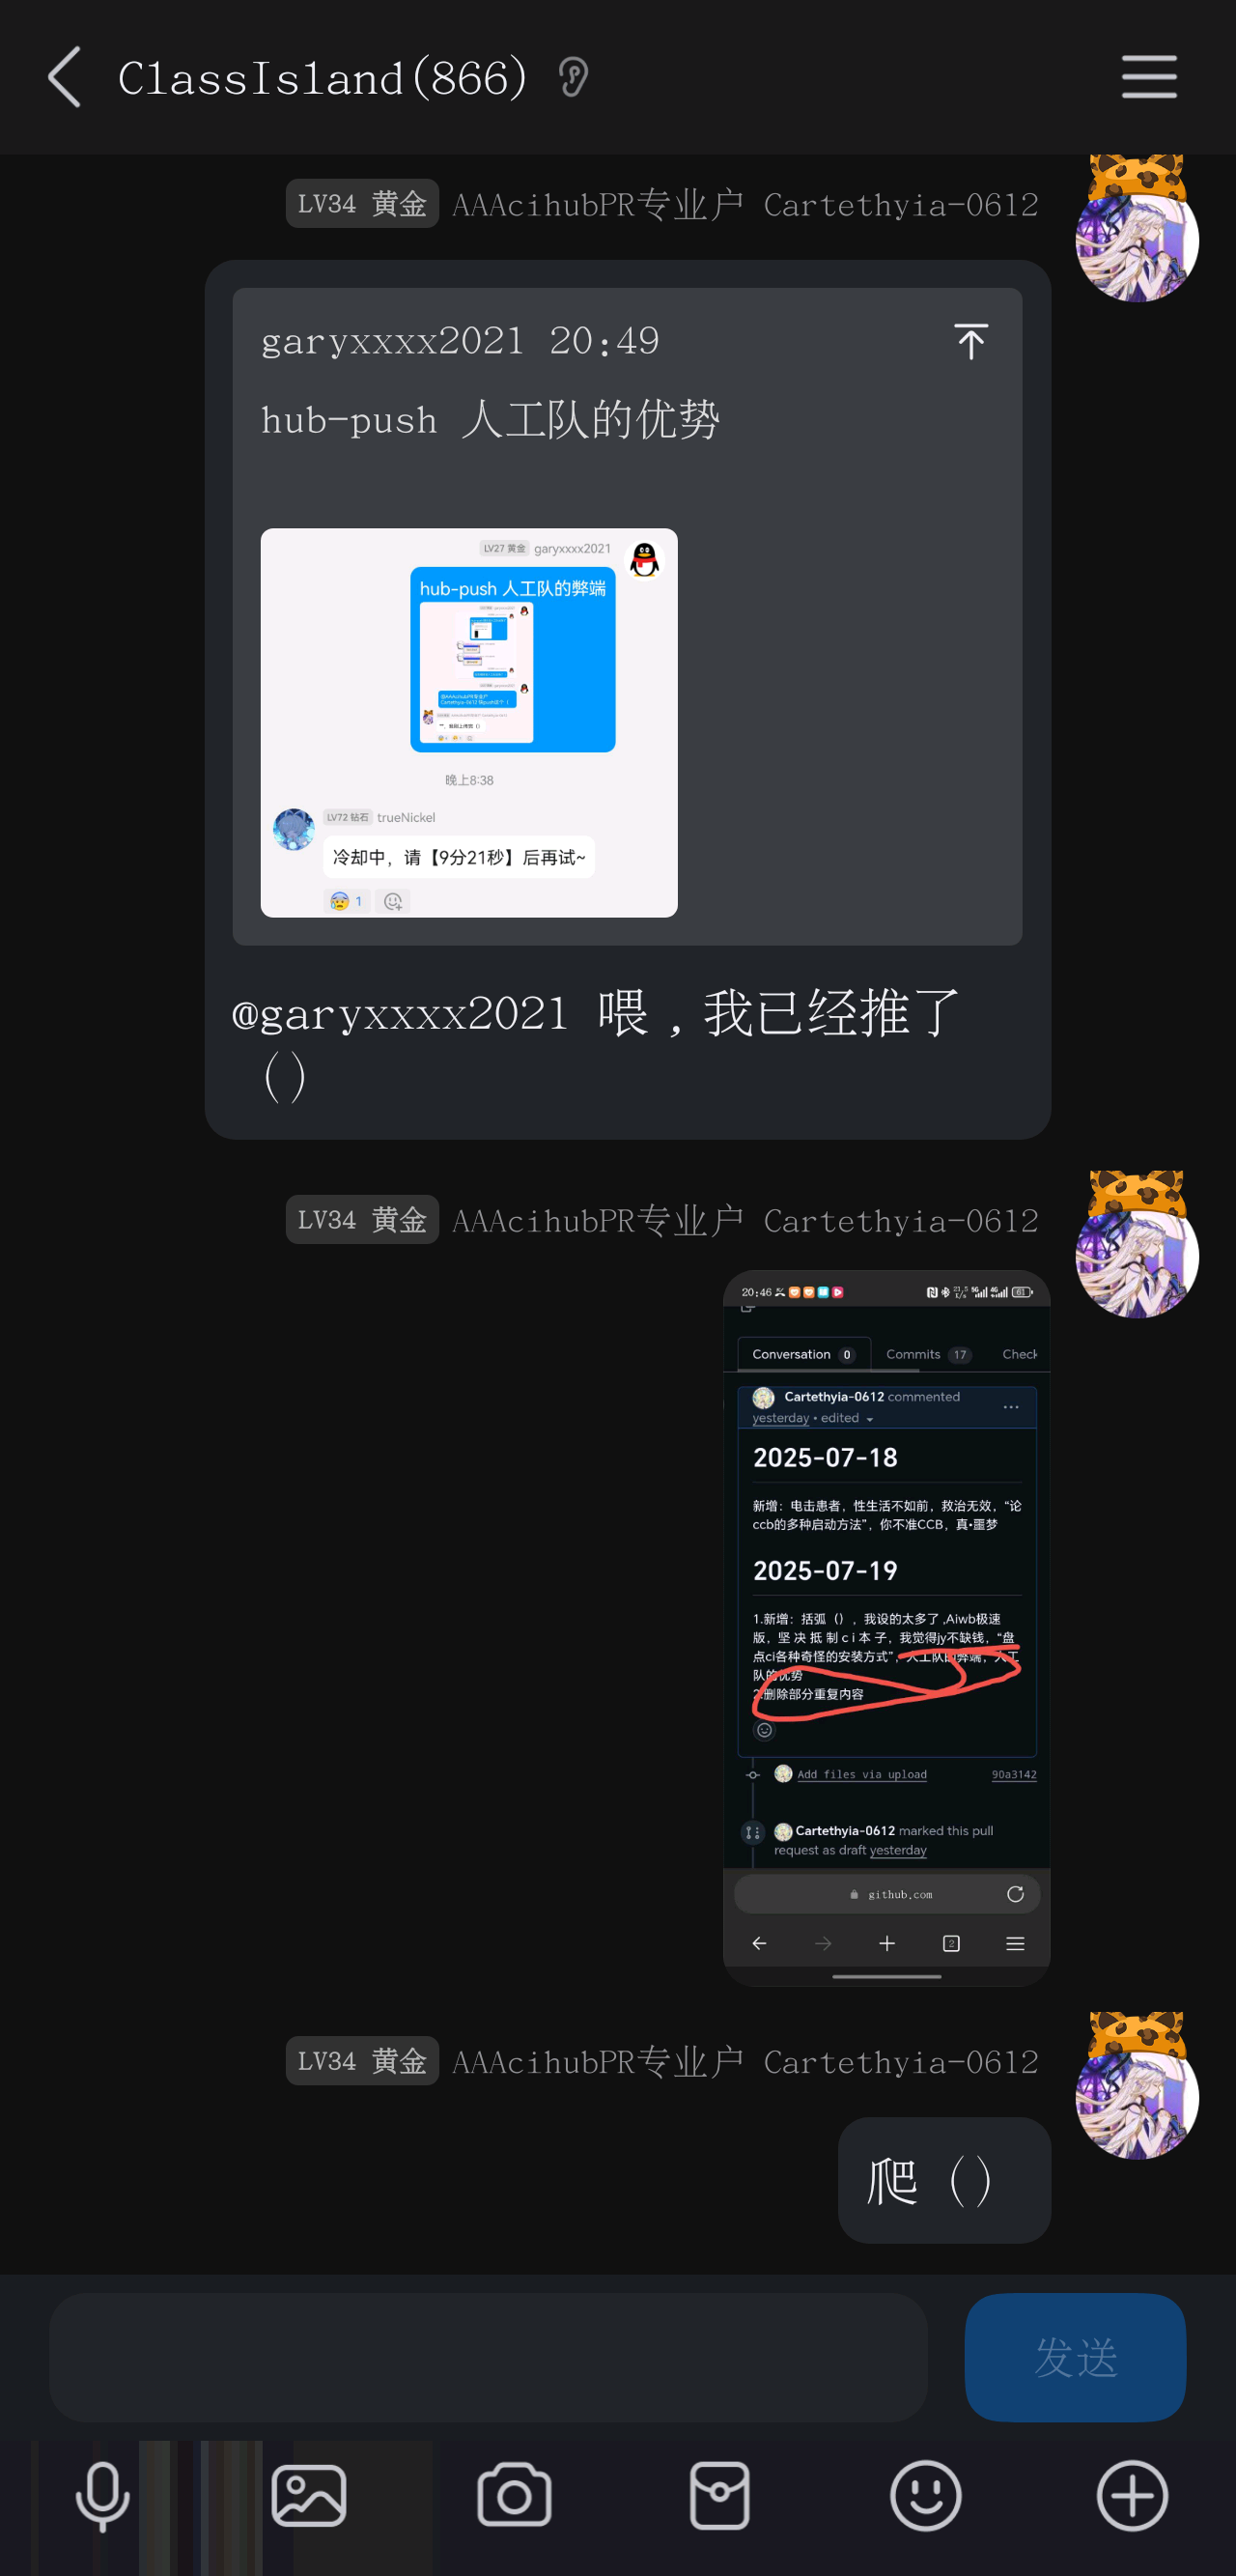 ClassIsland(866)
LV34 黄金 AAAcihubPR专业户 Cartethyia-0612
garyxxxx2021 20:49
hub-push 人工队的优势
LV27 黄金 garyxxxx2021
hub-push 人工队的弊端
晚上8:38
LV72 钻石 trueNickel
冷却中，请【9分21秒】后再试~
1
@garyxxxx2021 喂，我已经推了
（）
LV34 黄金 AAAcihubPR专业户 Cartethyia-0612
20:46
61
Conversation 0 Commits 17 Check
Cartethyia-0612 commented
yesterday • edited
2025-07-18
新增：电击患者，性生活不如前，救治无效，“论
ccb的多种启动方法”，你不准CCB，真•噩梦
2025-07-19
1.新增：括弧（），我设的太多了 ,Aiwb极速
版，坚 决 抵 制 c i 本 子，我觉得jy不缺钱，“盘
点ci各种奇怪的安装方式”，人工队的弊端，人工
队的优势
2.删除部分重复内容
Add files via upload 90a3142
Cartethyia-0612 marked this pull
request as draft yesterday
github.com
2
LV34 黄金 AAAcihubPR专业户 Cartethyia-0612
爬（）
发送